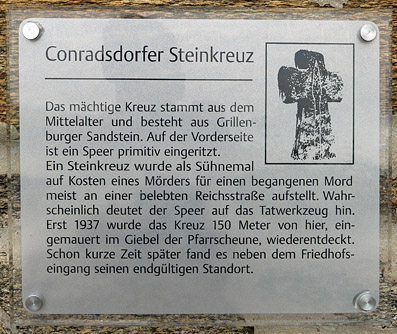 Conradsdorfer Steinkreuz
Das mächtige Kreuz stammt aus dem
Mittelalter und besteht aus Grillen-
burger Sandstein. Auf der Vorderseite
ist ein Speer primitiv eingeritzt.
Ein Steinkreuz wurde als Sühnemal
auf Kosten eines Mörders für einen begangenen Mord
meist an einer belebten Reichsstraße aufstellt. Wahr-
scheinlich deutet der Speer auf das Tatwerkzeug hin.
Erst 1937 wurde das Kreuz 150 Meter von hier, ein-
gemauert im Giebel der Pfarrscheune, wiederentdeckt.
Schon kurze Zeit später fand es neben dem Friedhofs-
eingang seinen endgültigen Standort.